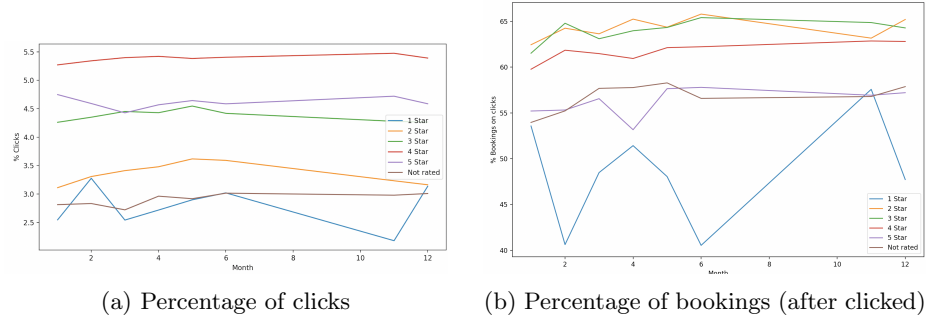 % Clicks
5.5
5.0
4.5
4.0
3.5
3.0
2.5
2
4
6
8
10
12
Month
1 Star
2 Star
3 Star
4 Star
5 Star
Not rated
(a) Percentage of clicks
% Bookings on clicks
65
60
55
50
45
40
2
4
6
8
10
12
Month
1 Star
2 Star
3 Star
4 Star
5 Star
Not rated
(b) Percentage of bookings (after clicked)